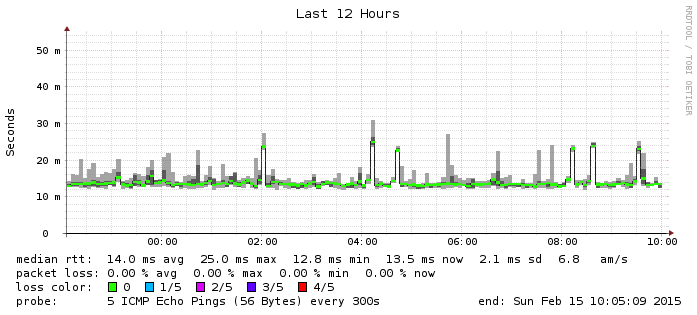 Last 12 Hours
RRDTOOL / TOBI OETIKER
Seconds
50 m
40 m
30 m
20 m
10 m
0
00:00 02:00 04:00 06:00 08:00 10:00
median rtt: 14.0 ms avg 25.0 ms max 12.8 ms min 13.5 ms now 2.1 ms sd 6.8 am/s
packet loss: 0.00 % avg 0.00 % max 0.00 % min 0.00 % now
loss color: 0 1/5 2/5 3/5 4/5
probe: 5 ICMP Echo Pings (56 Bytes) every 300s end: Sun Feb 15 10:05:09 2015